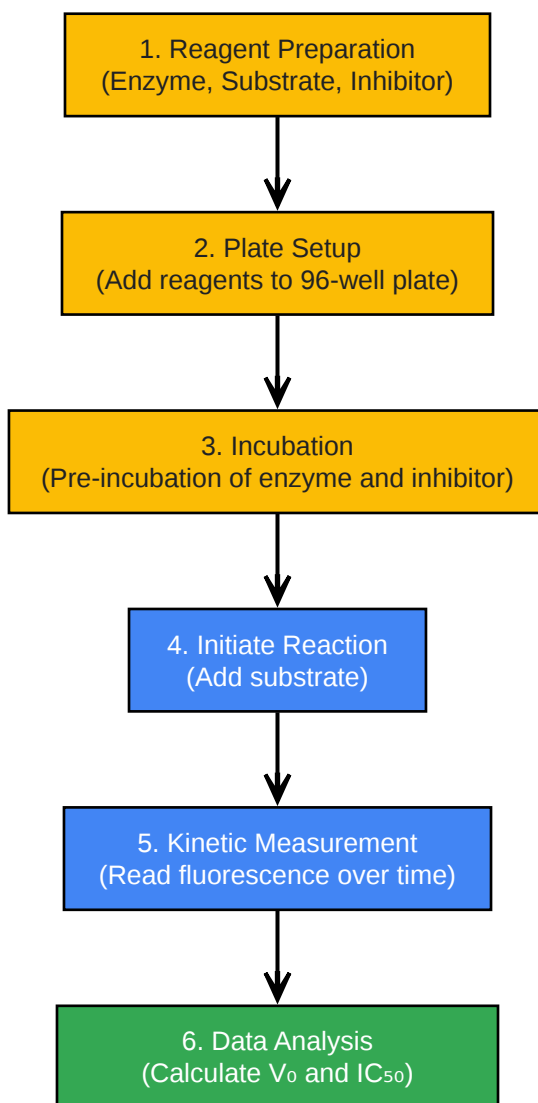 1. Reagent Preparation
(Enzyme, Substrate, Inhibitor)
2. Plate Setup
(Add reagents to 96-well plate)
3. Incubation
(Pre-incubation of enzyme and inhibitor)
4. Initiate Reaction
(Add substrate)
5. Kinetic Measurement
(Read fluorescence over time)
6. Data Analysis
(Calculate V₀ and IC₅₀)